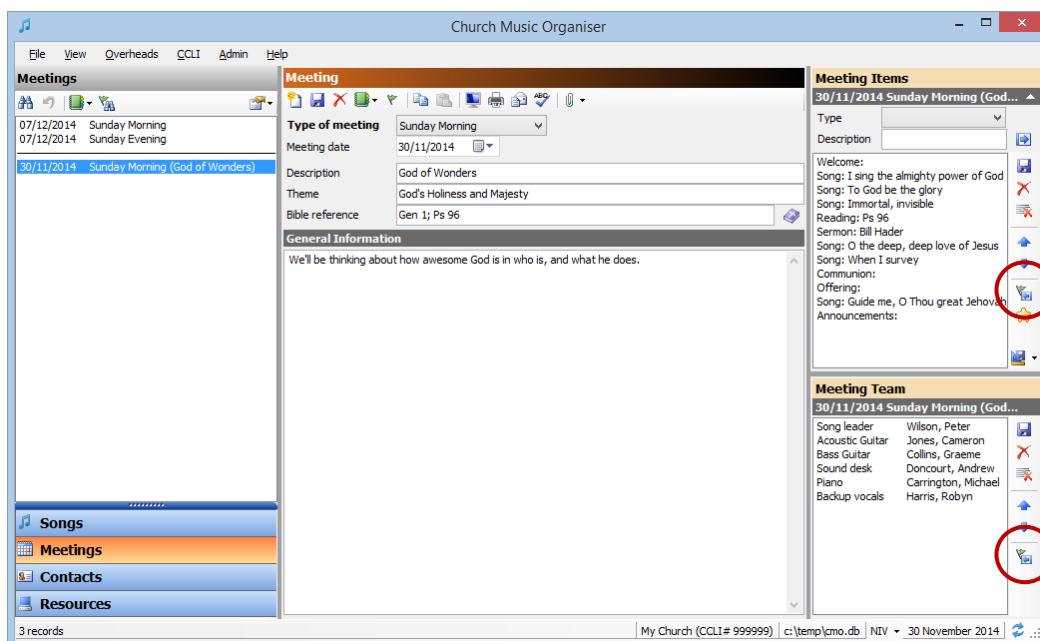 Church Music Organiser
File View Overheads CCLI Admin Help
Meetings
07/12/2014 Sunday Morning
07/12/2014 Sunday Evening
30/11/2014 Sunday Morning (God of Wonders)
Songs
Meetings
Contacts
Resources
Meeting
ABC
Type of meeting Sunday Morning
Meeting date 30/11/2014
Description God of Wonders
Theme God's Holiness and Majesty
Bible reference Gen 1; Ps 96
General Information
We'll be thinking about how awesome God is in who is, and what he does.
Meeting Items
30/11/2014 Sunday Morning (God...
Type
Description
Welcome:
Song: I sing the almighty power of God
Song: To God be the glory
Song: Immortal, invisible
Reading: Ps 96
Sermon: Bill Hader
Song: O the deep, deep love of Jesus
Song: When I survey
Communion:
Offering:
Song: Guide me, O Thou great Jehovah
Announcements:
Meeting Team
30/11/2014 Sunday Morning (God...
Song leader Wilson, Peter
Acoustic Guitar Jones, Cameron
Bass Guitar Collins, Graeme
Sound desk Doncourt, Andrew
Piano Carrington, Michael
Backup vocals Harris, Robyn
3 records My Church (CCLI# 999999) c:\temp\cmo.db NIV 30 November 2014